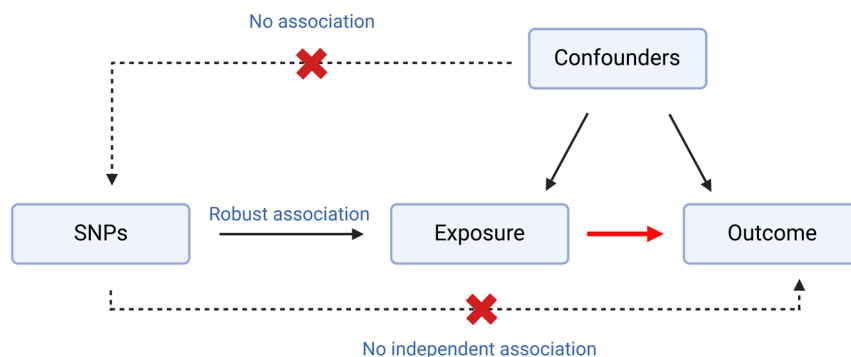 No association
Confounders
SNPs
Robust association
Exposure
Outcome
No independent association